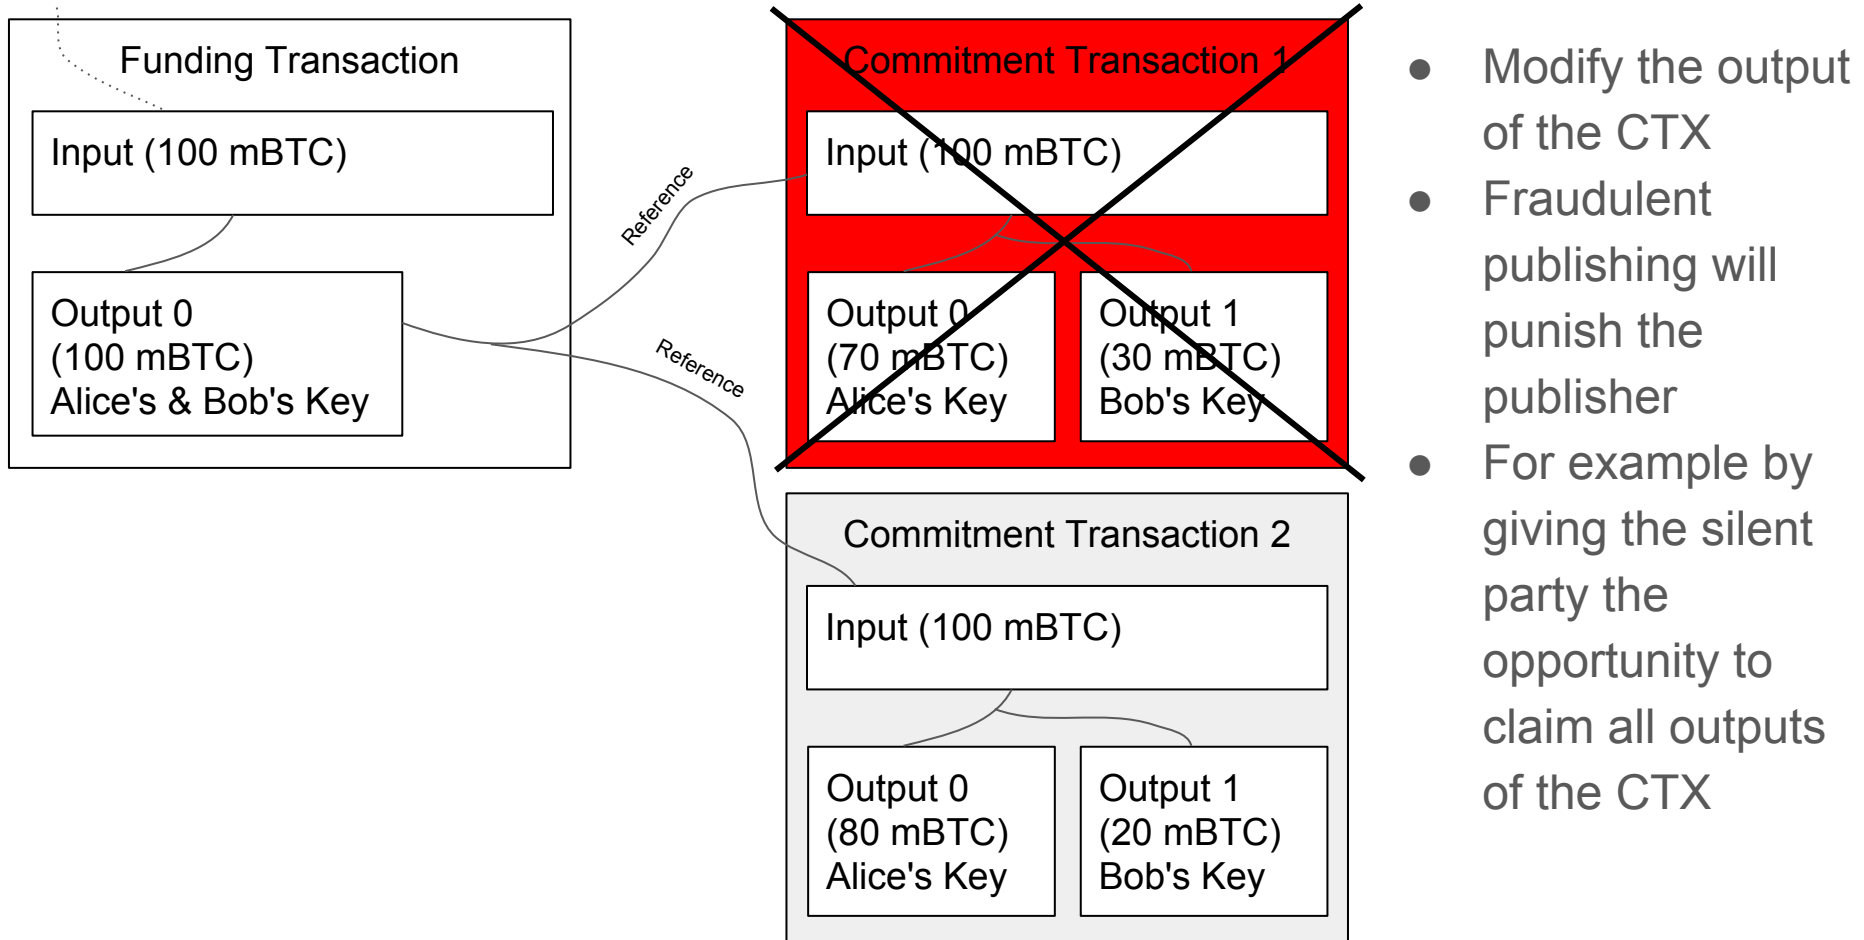 Funding Transaction
Input (100 mBTC)
Output 0
(100 mBTC)
Alice's & Bob's Key
Reference
Reference
Commitment Transaction 1
Input (100 mBTC)
Output 0
(70 mBTC)
Alice's Key
Output 1
(30 mBTC)
Bob's Key
Commitment Transaction 2
Input (100 mBTC)
Output 0
(80 mBTC)
Alice's Key
Output 1
(20 mBTC)
Bob's Key
● Modify the output
of the CTX
● Fraudulent
publishing will
punish the
publisher
● For example by
giving the silent
party the
opportunity to
claim all outputs
of the CTX